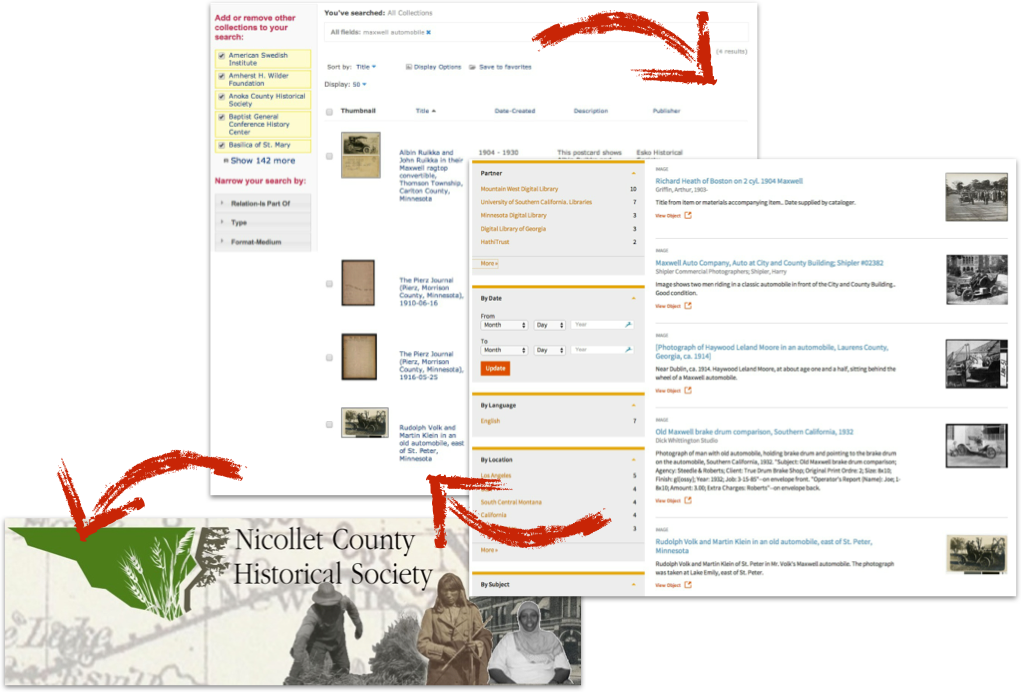 Add or remove other
collections to your
search:
American Swedish
Institute
Amherst H. Wilder
Foundation
Anoka County Historical
Society
Baptist General
Conference History
Center
Basilica of St. Mary
Show 142 more
Narrow your search by:
Relation-Is Part Of
Type
Format-Medium
You've searched: All Collections
All fields: maxwell automobile
(4 results)
Sort by: Title
Display Options
Save to favorites
Display: 50
Thumbnail
Title
Date-Created
Description
Publisher
Albin Ruikka and
John Ruikka in their
Maxwell ragtop
convertible,
Thomson Township,
Carlton County,
Minnesota
1904 - 1930
This postcard shows
Esko Historical
The Pierz Journal
(Pierz, Morrison
County, Minnesota),
1910-06-16
The Pierz Journal
(Pierz, Morrison
County, Minnesota),
1916-05-25
Rudolph Volk and
Martin Klein in an
old automobile, east
of St. Peter,
Minnesota
Partner
Mountain West Digital Library 10
University of Southern California. Libraries 7
Minnesota Digital Library 3
Digital Library of Georgia 3
HathiTrust 2
More »
By Date
From
Month
Day
Year
To
Month
Day
Year
Update
By Language
English 7
By Location
Los Angeles 5
4
South Central Montana 4
California 4
3
More »
By Subject
IMAGE
Richard Heath of Boston on 2 cyl. 1904 Maxwell
Griffin, Arthur, 1903-
Title from item or materials accompanying item.. Date supplied by cataloger.
View Object
IMAGE
Maxwell Auto Company, Auto at City and County Building; Shipler #02382
Shipler Commercial Photographers; Shipler, Harry
Image shows two men riding in a classic automobile in front of the City and County Building..
Good condition.
View Object
IMAGE
[Photograph of Haywood Leland Moore in an automobile, Laurens County,
Georgia, ca. 1914]
Near Dublin, ca. 1914. Haywood Leland Moore, at about age one and a half, sitting behind the
wheel of a Maxwell automobile.
View Object
IMAGE
Old Maxwell brake drum comparison, Southern California, 1932
Dick Whittington Studio
Photograph of man with old automobile, holding brake drum and pointing to the brake drum
on the automobile, Southern California, 1932. "Subject: Old Maxwell brake drum comparison;
Agency: Steedle & Roberts; Client: True Drum Brake Shop; Original Print Ordre: 2; Size: 8x10;
Finish: gl[ossy]; Year: 1932; Job: 3-15-85"--on envelope front. "Operator's Report (Name): Joe; 1-
8x10; Amount: 3.00, Extra Charges: Roberts"--on envelope back.
View Object
IMAGE
Rudolph Volk and Martin Klein in an old automobile, east of St. Peter,
Minnesota
Rudolph Volk and Martin Klein of St. Peter in Mr. Volk's Maxwell automobile. The photograph
was taken at Lake Emily, east of St. Peter.
View Object
Nicollet County
Historical Society
Lake